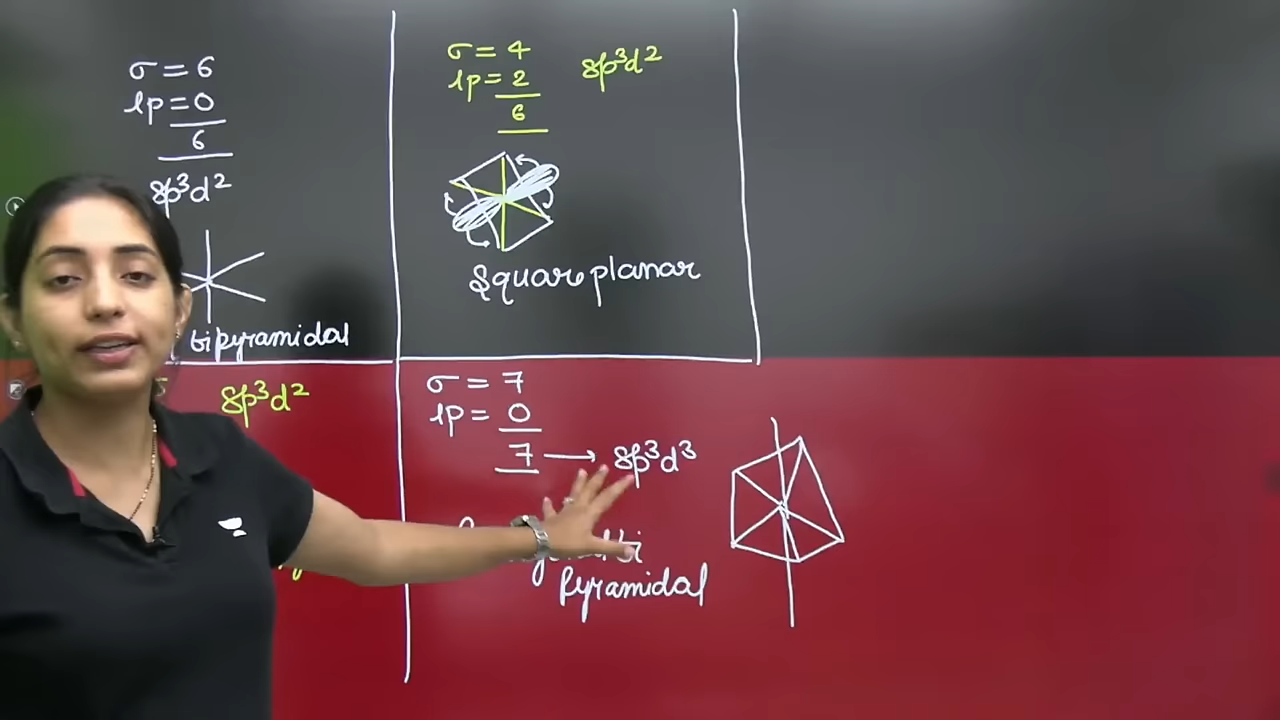 σ = 6
lp = 0
6
sp³d²
bipyramidal
σ = 4
lp = 2
6
sp³d²
Square planar
sp³d²
σ = 7
lp = 0
7 → sp³d³
bi
pyramidal